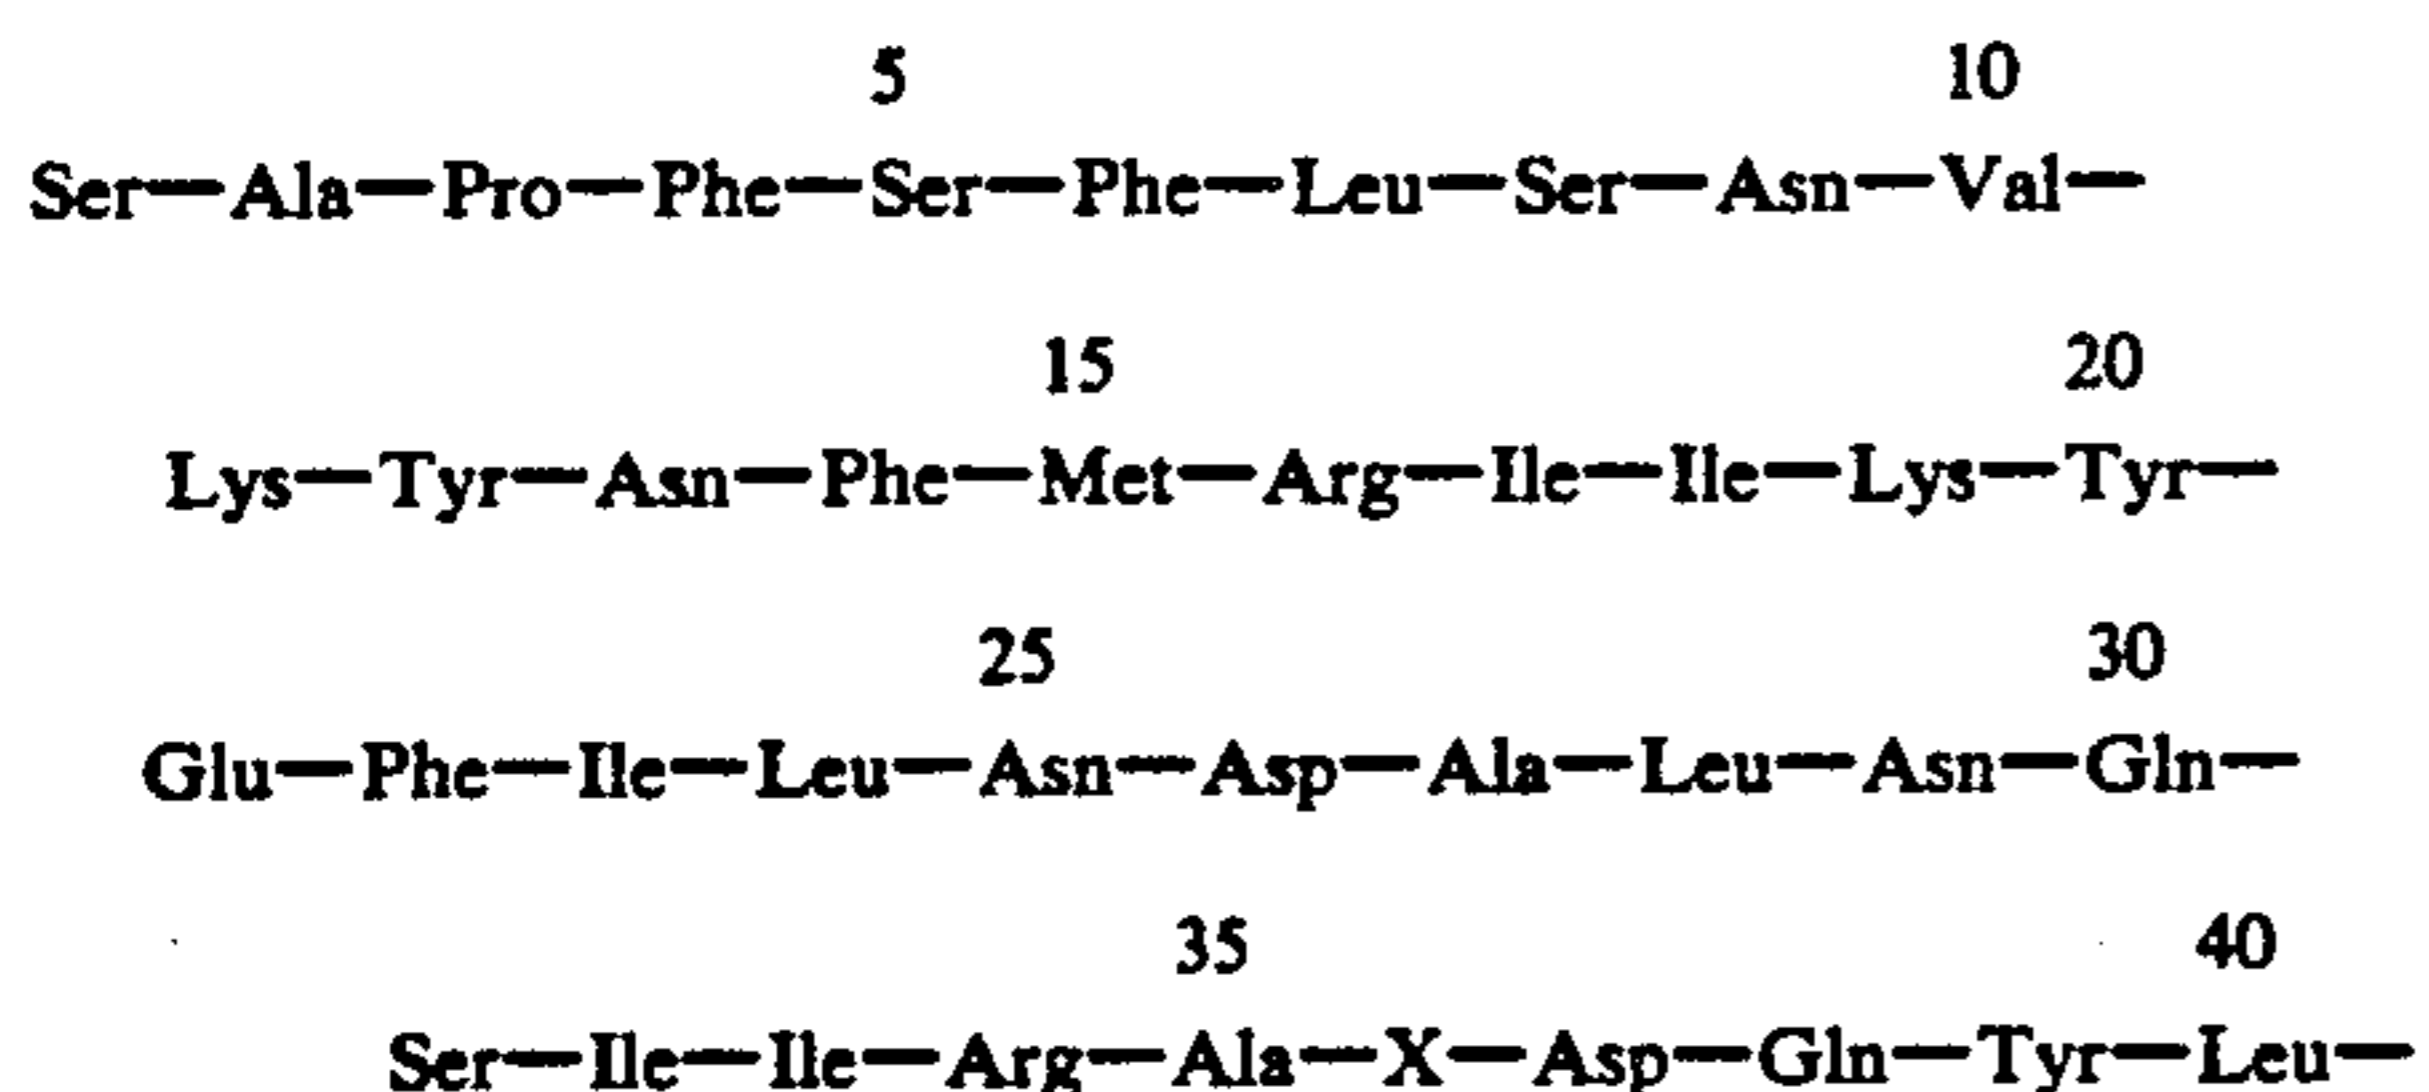 5 10
Ser—Ala—Pro—Phe—Ser—Phe—Leu—Ser—Asn—Val—
15 20
Lys—Tyr—Asn—Phe—Met—Arg—Ile—Ile—Lys—Tyr—
25 30
Glu—Phe—Ile—Leu—Asn—Asp—Ala—Leu—Asn—Gln—
35 40
Ser—Ile—Ile—Arg—Ala—X—Asp—Gln—Tyr—Leu—